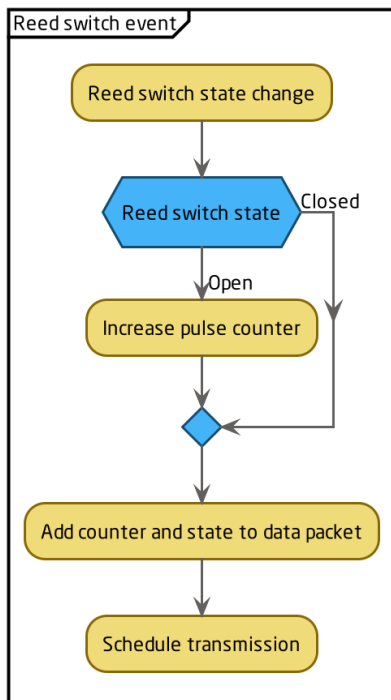 Reed switch event
Reed switch state change
Reed switch state
Closed
Open
Increase pulse counter
Add counter and state to data packet
Schedule transmission